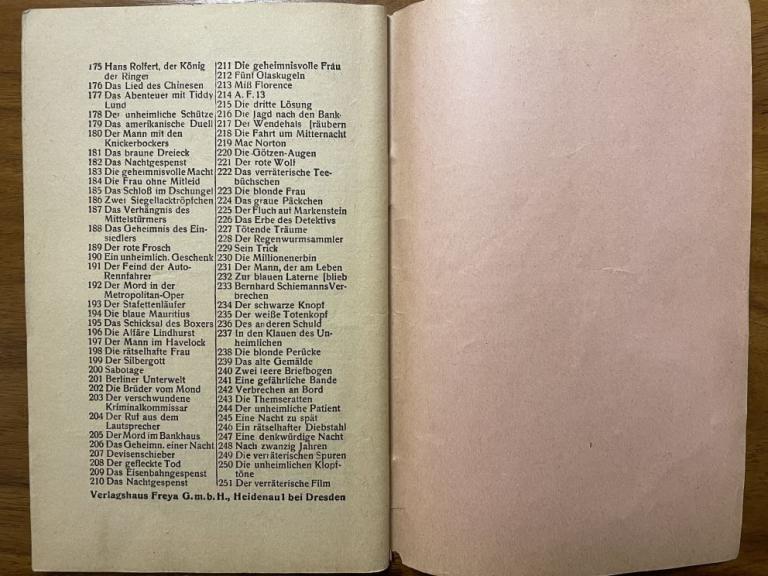 175 Hans Rolfert, der König
der Ringer
176 Das Lied des Chinesen
177 Das Abenteuer mit Tiddy
Lund
178 Der unheimliche Schütze
179 Das amerikanische Duell
180 Der Mann mit den
Knickerbockers
181 Das braune Dreieck
182 Das Nachtgespenst
183 Die geheimnisvolle Macht
184 Die Frau ohne Mitleid
185 Das Schloß im Dschungel
186 Zwei Siegellacktröpfchen
187 Das Verhängnis des
Mittelstürmers
188 Das Geheimnis des Ein-
siedlers
189 Der rote Frosch
190 Ein unheimlich. Geschenk
191 Der Feind der Auto-
Rennfahrer
192 Der Mord in der
Metropolitan-Oper
193 Der Stafettenläufer
194 Die blaue Mauritius
195 Das Schicksal des Boxers
196 Die Affäre Lindhurst
197 Der Mann im Havelock
198 Die rätselhafte Frau
199 Der Silbergott
200 Sabotage
201 Berliner Unterwelt
202 Die Brüder vom Mond
203 Der verschwundene
Kriminalkommissar
204 Der Ruf aus dem
Lautsprecher
205 Der Mord im Bankhaus
206 Das Geheimn. einer Nacht
207 Devisenschieber
208 Der gefleckte Tod
209 Das Eisenbahngespenst
210 Das Nachtgespenst
211 Die geheimnisvolle Frau
212 Fünf Glaskugeln
213 Miß Florence
214 A. F. 13
215 Die dritte Lösung
216 Die Jagd nach den Bank-
217 Der Wendehals [räubern
218 Die Fahrt um Mitternacht
219 Mac Norton
220 Die Götzen-Augen
221 Der rote Wolf
222 Das verräterische Tee-
büchschen
223 Die blonde Frau
224 Das graue Päckchen
225 Der Fluch auf Markenstein
226 Das Erbe des Detektivs
227 Tötende Träume
228 Der Regenwurmsammler
229 Sein Trick
230 Die Millionenerbin
231 Der Mann, der am Leben
232 Zur blauen Laterne [blieb
233 Bernhard Schiemanns Ver-
brechen
234 Der schwarze Knopf
235 Der weiße Totenkopf
236 Des anderen Schuld
237 In den Klauen des Un-
heimlichen
238 Die blonde Perücke
239 Das alte Gemälde
240 Zwei leere Briefbogen
241 Eine gefährliche Bande
242 Verbrechen an Bord
243 Die Themseratten
244 Der unheimliche Patient
245 Eine Nacht zu spät
246 Ein rätselhafter Diebstahl
247 Eine denkwürdige Nacht
248 Nach zwanzig Jahren
249 Die verräterischen Spuren
250 Die unheimlichen Klopf-
töne
251 Der verräterische Film
Verlagshaus Freya G.m.b.H., Heidenau 1 bei Dresden